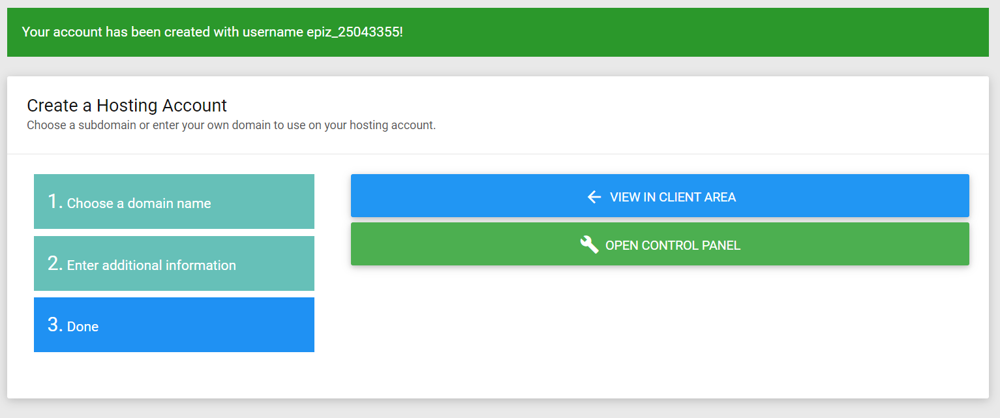 Your account has been created with username epiz_25043355!
Create a Hosting Account
Choose a subdomain or enter your own domain to use on your hosting account.
1. Choose a domain name
2. Enter additional information
3. Done
VIEW IN CLIENT AREA
OPEN CONTROL PANEL